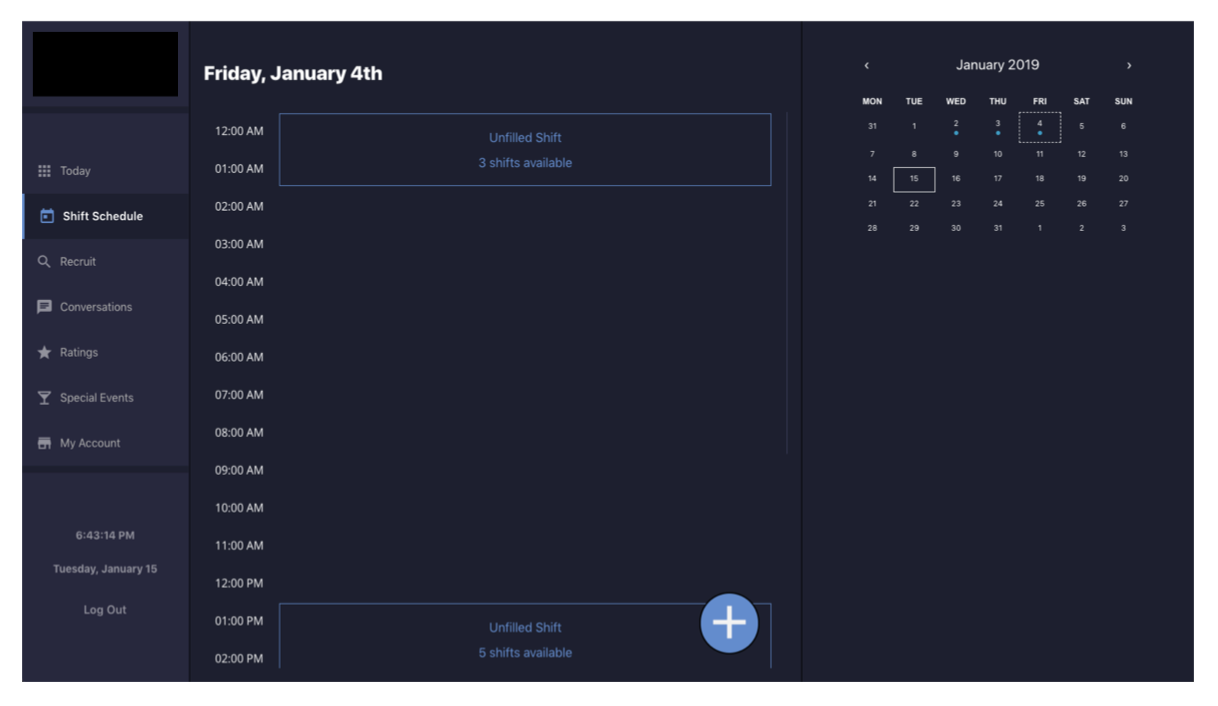 Today
Shift Schedule
Recruit
Conversations
Ratings
Special Events
My Account
6:43:14 PM
Tuesday, January 15
Log Out
Friday, January 4th
12:00 AM
Unfilled Shift
3 shifts available
01:00 AM
02:00 AM
03:00 AM
04:00 AM
05:00 AM
06:00 AM
07:00 AM
08:00 AM
09:00 AM
10:00 AM
11:00 AM
12:00 PM
01:00 PM
Unfilled Shift
5 shifts available
02:00 PM
‹ January 2019 ›
MON TUE WED THU FRI SAT SUN
31 1 2 3 4 5 6
7 8 9 10 11 12 13
14 15 16 17 18 19 20
21 22 23 24 25 26 27
28 29 30 31 1 2 3